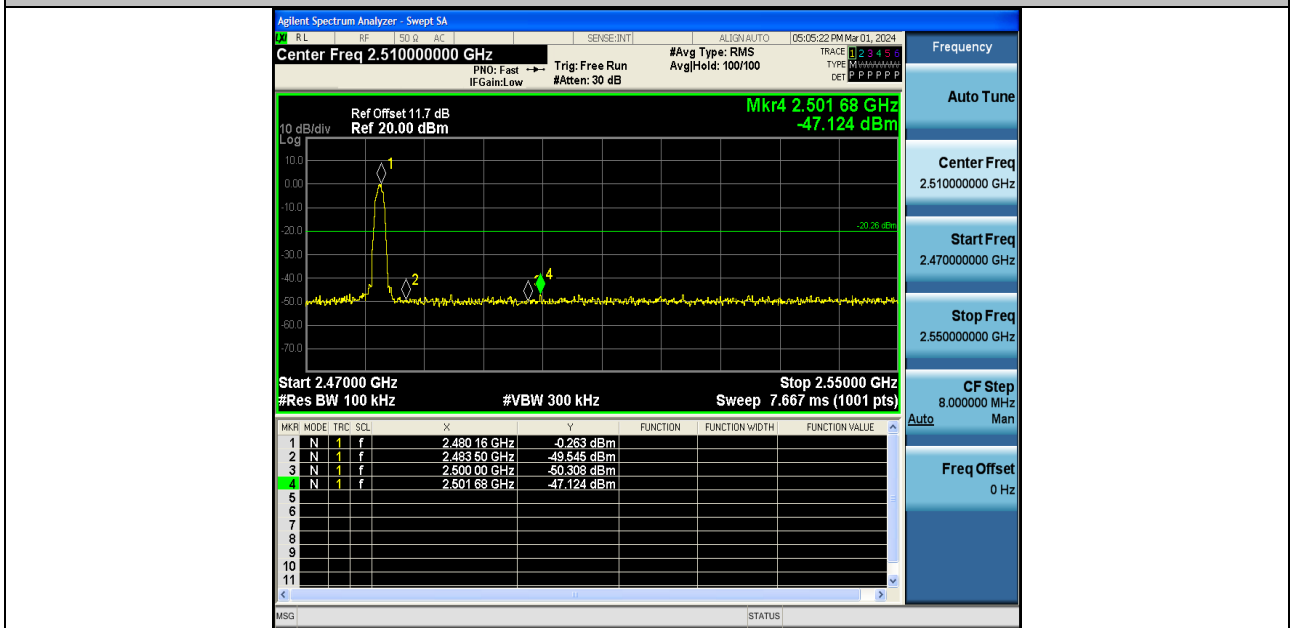 Agilent Spectrum Analyzer - Swept SA
RL RF 50 Ω AC SENSE:INT ALIGN AUTO 05:05:22 PM Mar 01, 2024
Center Freq 2.510000000 GHz
PNO: Fast
IFGain:Low
Trig: Free Run
#Atten: 30 dB
#Avg Type: RMS
Avg|Hold: 100/100
TRACE 1 2 3 4 5 6
TYPE M
DET P P P P P P
Mkr4 2.501 68 GHz
-47.124 dBm
Ref Offset 11.7 dB
10 dB/div Ref 20.00 dBm
Log
10.0
0.00
-10.0
-20.0
-30.0
-40.0
-50.0
-60.0
-70.0
1
2
4
-20.26 dBm
Start 2.47000 GHz Stop 2.55000 GHz
#Res BW 100 kHz #VBW 300 kHz Sweep 7.667 ms (1001 pts)
MKR MODE TRC SCL X Y FUNCTION FUNCTION WIDTH FUNCTION VALUE
1 N 1 f 2.480 16 GHz -0.263 dBm
2 N 1 f 2.483 50 GHz -49.545 dBm
3 N 1 f 2.500 00 GHz -50.308 dBm
4 N 1 f 2.501 68 GHz -47.124 dBm
5
6
7
8
9
10
11
MSG STATUS
Frequency
Auto Tune
Center Freq
2.510000000 GHz
Start Freq
2.470000000 GHz
Stop Freq
2.550000000 GHz
CF Step
8.000000 MHz
Auto Man
Freq Offset
0 Hz